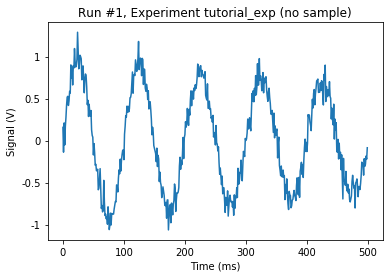 Run #1, Experiment tutorial_exp (no sample)
Signal (V)
1
0.5
0
-0.5
-1
0 100 200 300 400 500
Time (ms)